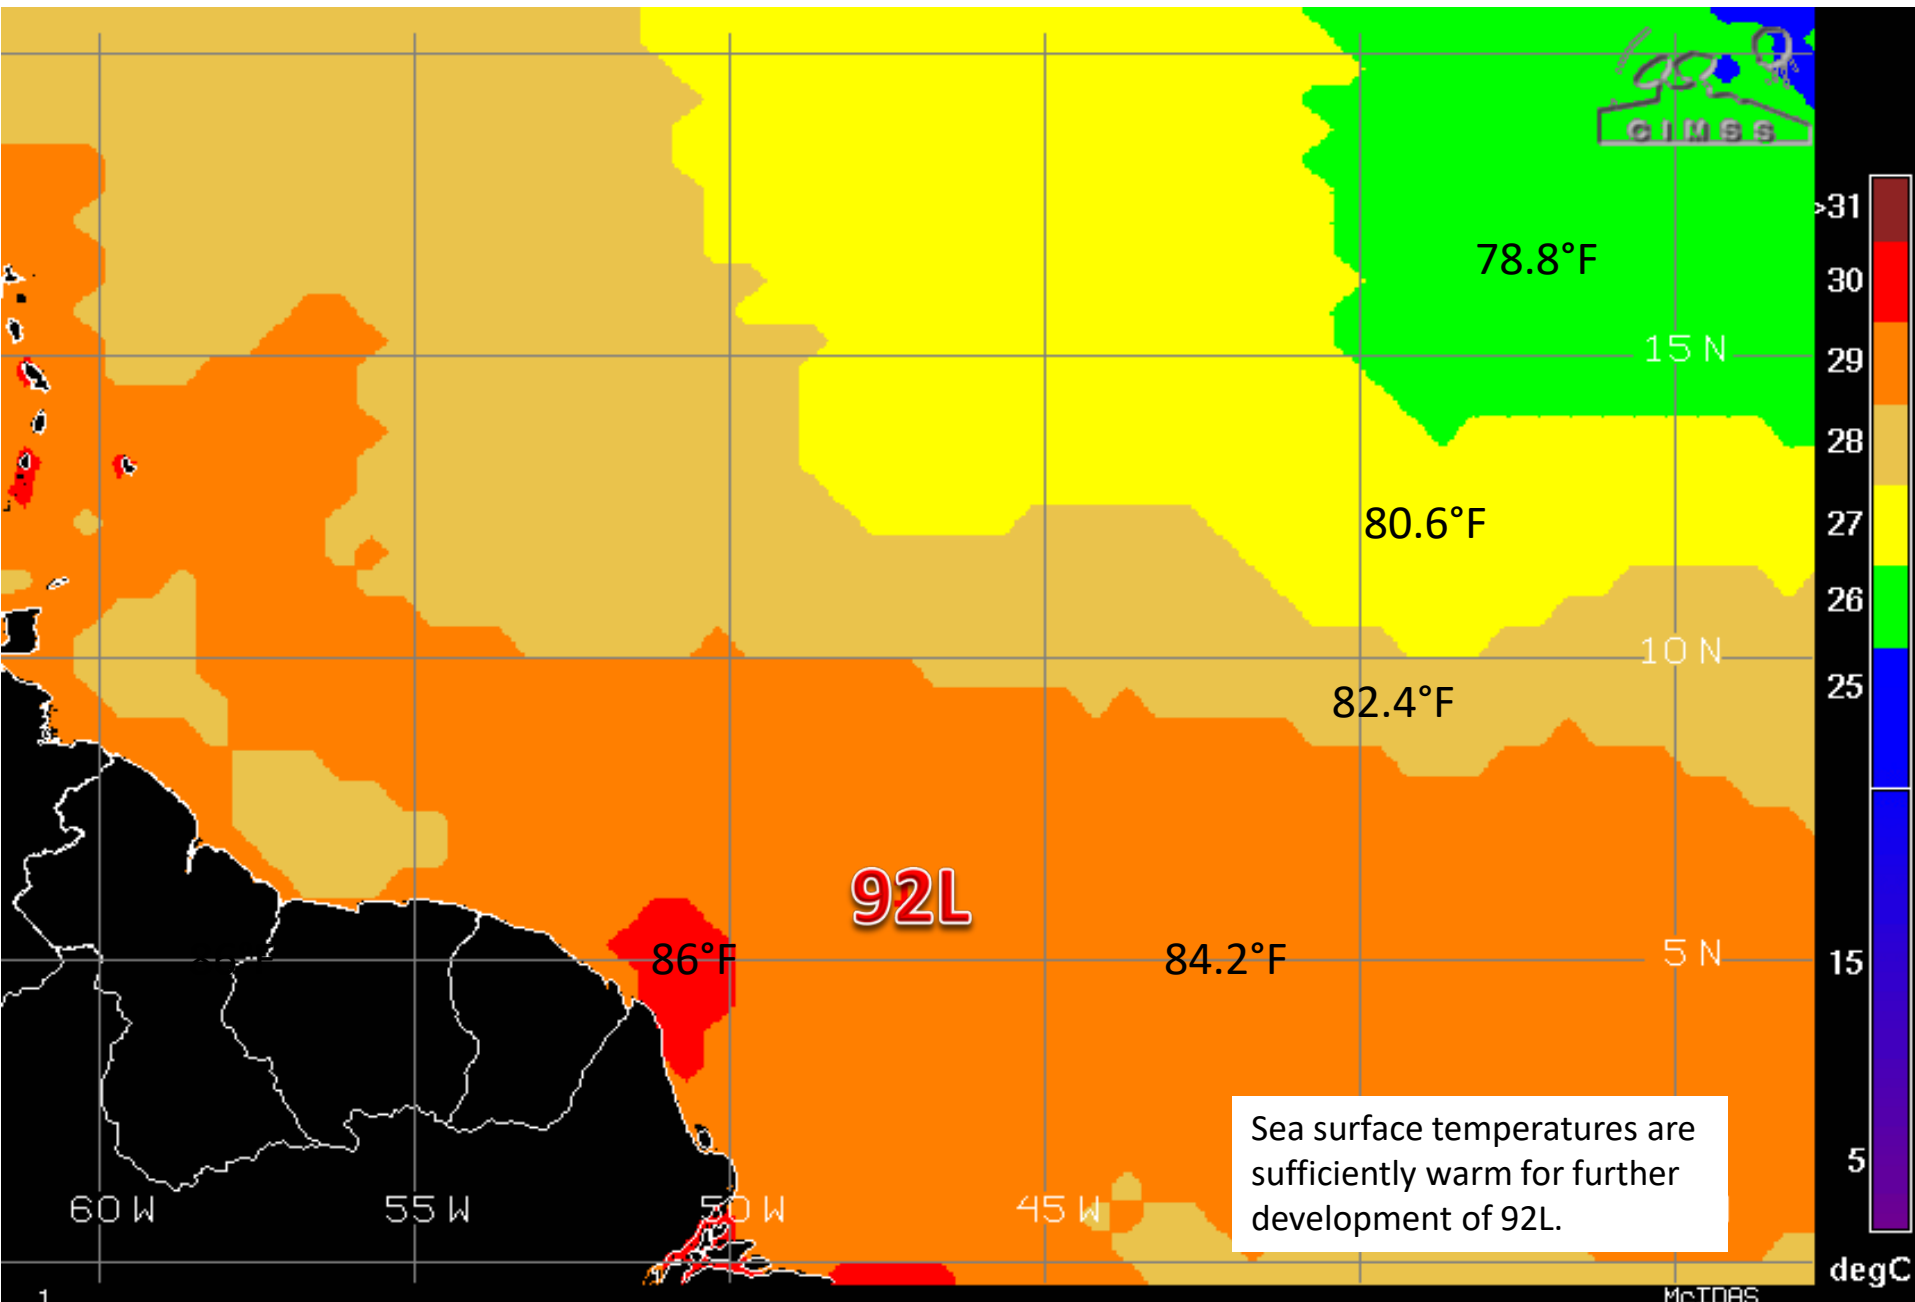 CIMSS
>31
78.8°F
30
15 N
29
28
80.6°F
27
26
10 N
25
82.4°F
92L
86°F
84.2°F
5 N
15
Sea surface temperatures are
sufficiently warm for further
development of 92L.
5
60 W
55 W
50 W
45 W
degC
1
McIDAS